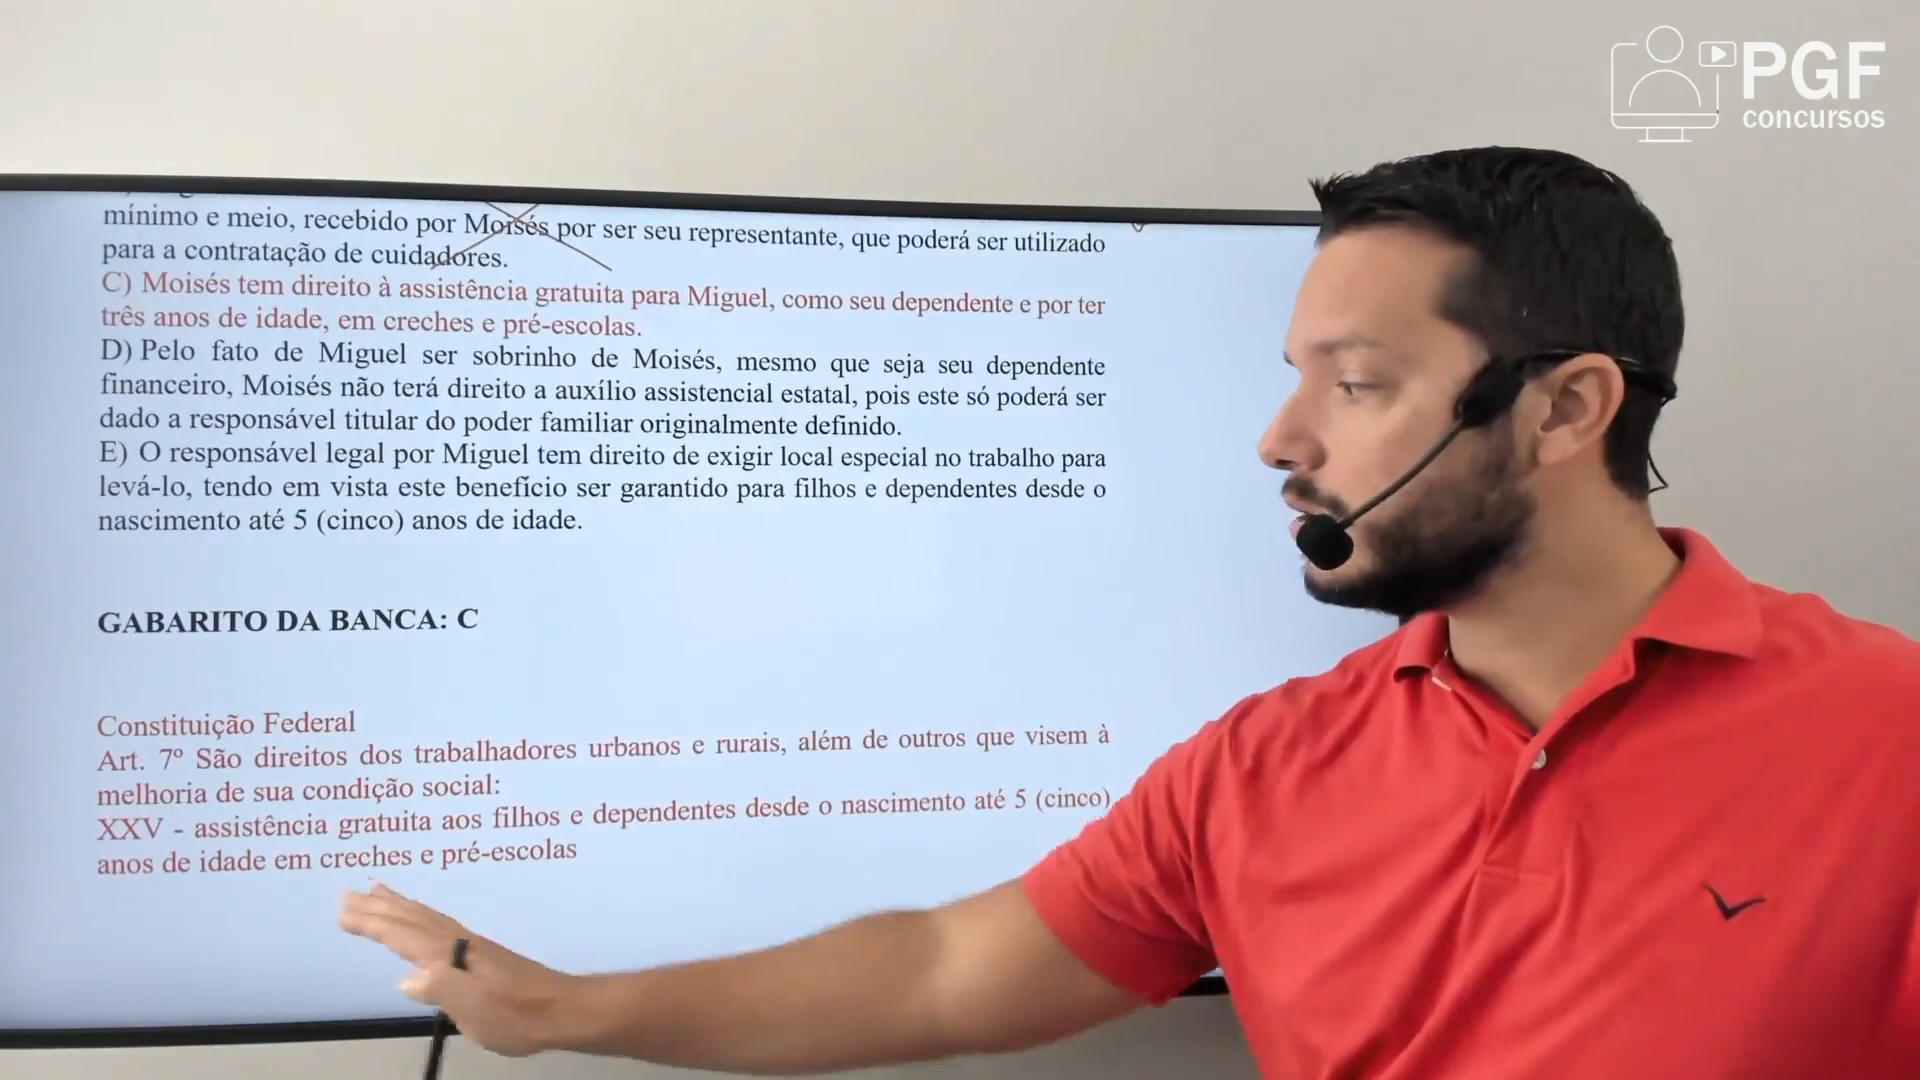 PGF
concursos
mínimo e meio, recebido por Moisés por ser seu representante, que poderá ser utilizado
para a contratação de cuidadores.
C) Moisés tem direito à assistência gratuita para Miguel, como seu dependente e por ter
três anos de idade, em creches e pré-escolas.
D) Pelo fato de Miguel ser sobrinho de Moisés, mesmo que seja seu dependente
financeiro, Moisés não terá direito a auxílio assistencial estatal, pois este só poderá ser
dado a responsável titular do poder familiar originalmente definido.
E) O responsável legal por Miguel tem direito de exigir local especial no trabalho para
levá-lo, tendo em vista este benefício ser garantido para filhos e dependentes desde o
nascimento até 5 (cinco) anos de idade.
GABARITO DA BANCA: C
Constituição Federal
Art. 7º São direitos dos trabalhadores urbanos e rurais, além de outros que visem à
melhoria de sua condição social:
XXV - assistência gratuita aos filhos e dependentes desde o nascimento até 5 (cinco)
anos de idade em creches e pré-escolas